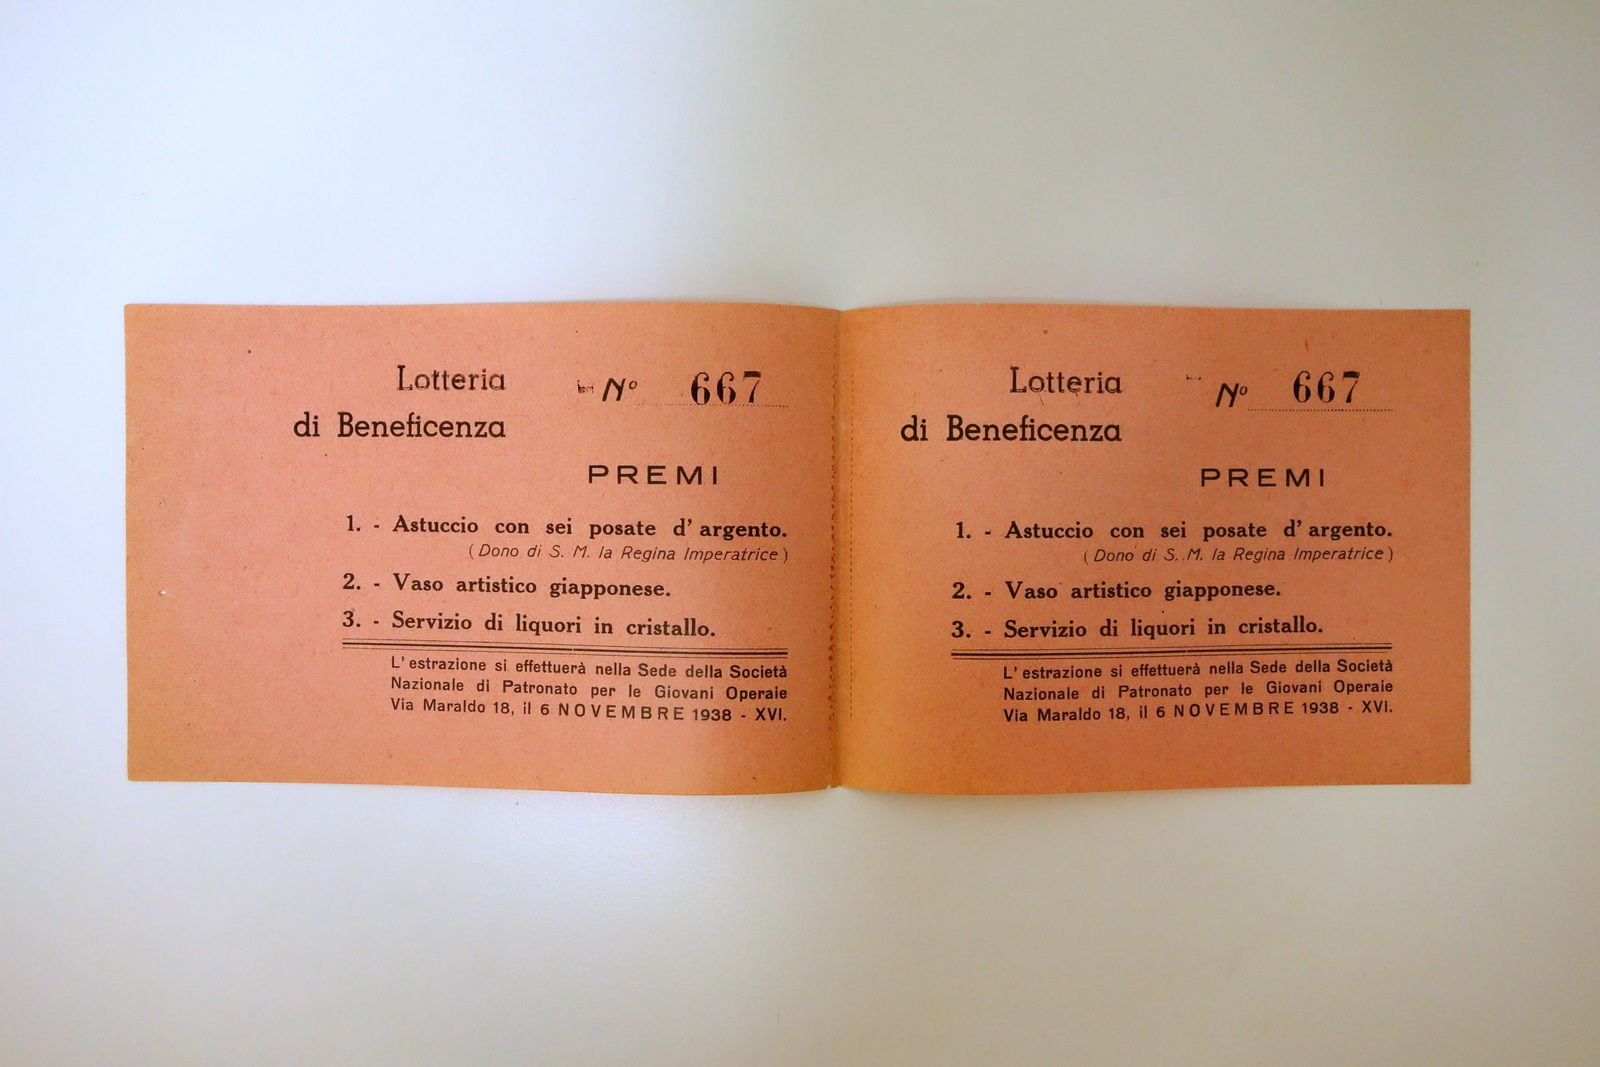 Lotteria
di Beneficenza
Nº 667
PREMI
1. - Astuccio con sei posate d' argento.
( Dono di S. M. la Regina Imperatrice )
2. - Vaso artistico giapponese.
3. - Servizio di liquori in cristallo.
L' estrazione si effettuerà nella Sede della Società
Nazionale di Patronato per le Giovani Operaie
Via Maraldo 18, il 6 NOVEMBRE 1938 - XVI.
Lotteria
di Beneficenza
Nº 667
PREMI
1. - Astuccio con sei posate d' argento.
( Dono di S. M. la Regina Imperatrice )
2. - Vaso artistico giapponese.
3. - Servizio di liquori in cristallo.
L' estrazione si effettuerà nella Sede della Società
Nazionale di Patronato per le Giovani Operaie
Via Maraldo 18, il 6 NOVEMBRE 1938 - XVI.